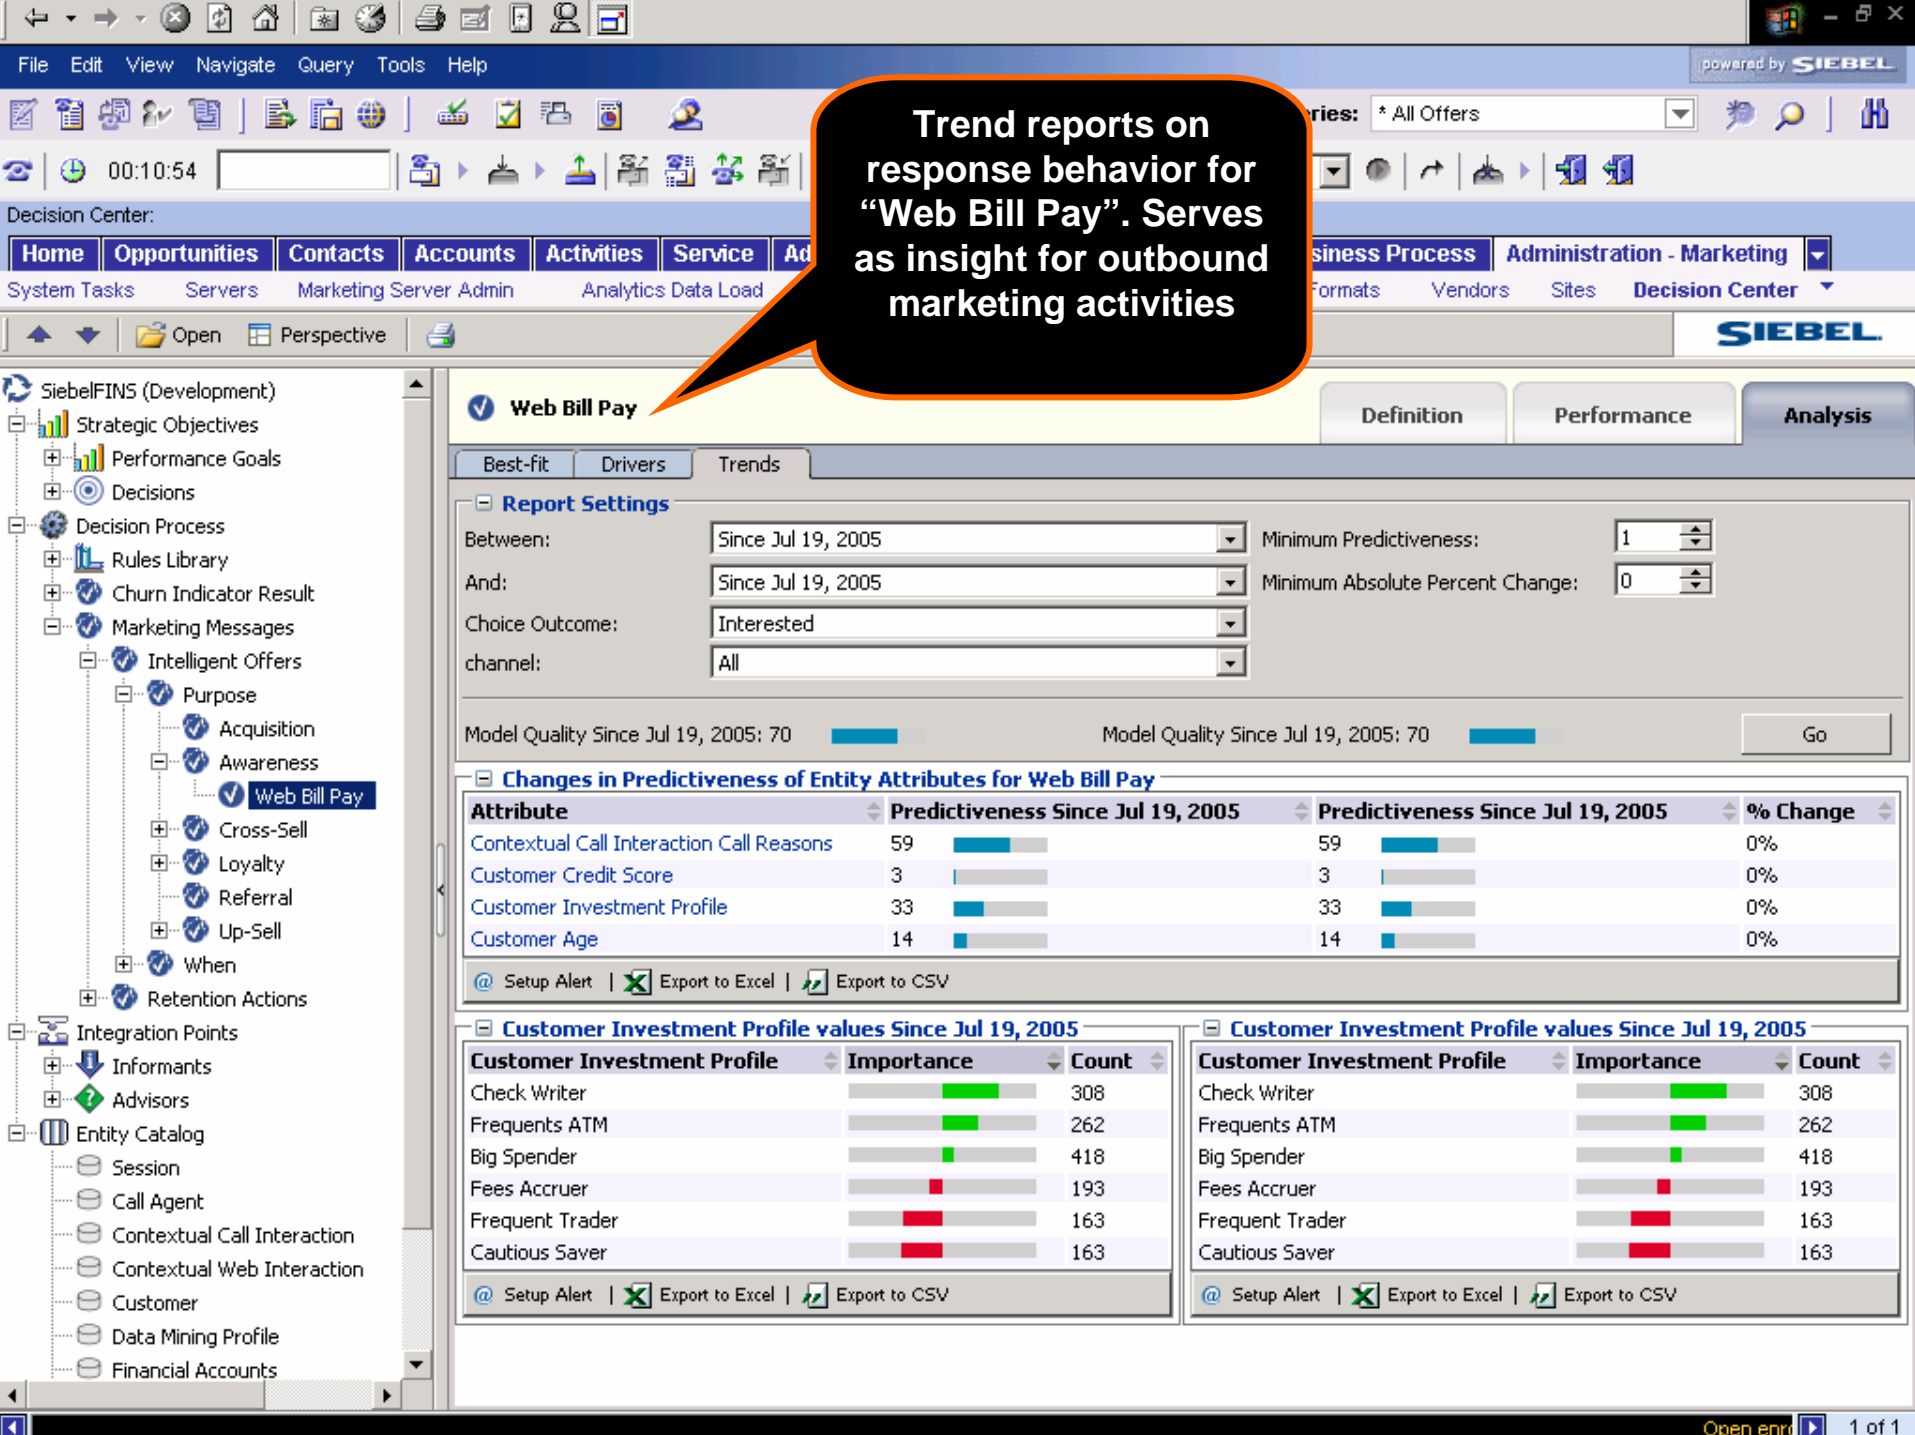 File Edit View Navigate Query Tools Help
powered by SIEBEL.
* All Offers
00:10:54
Trend reports on
response behavior for
“Web Bill Pay”. Serves
as insight for outbound
marketing activities
Decision Center:
Home Opportunities Contacts Accounts Activities Service Process Administration - Marketing
System Tasks Servers Marketing Server Admin Analytics Data Load Vendors Sites Decision Center
Open Perspective
SIEBEL.
SiebelFINS (Development)
Strategic Objectives
Performance Goals
Decisions
Decision Process
Rules Library
Churn Indicator Result
Marketing Messages
Intelligent Offers
Purpose
Acquisition
Awareness
Web Bill Pay
Cross-Sell
Loyalty
Referral
Up-Sell
When
Retention Actions
Integration Points
Informants
Advisors
Entity Catalog
Session
Call Agent
Contextual Call Interaction
Contextual Web Interaction
Customer
Data Mining Profile
Financial Accounts
Web Bill Pay
Definition Performance Analysis
Best-fit Drivers Trends
Report Settings
Between: Since Jul 19, 2005 Minimum Predictiveness: 1
And: Since Jul 19, 2005 Minimum Absolute Percent Change: 0
Choice Outcome: Interested
channel: All
Model Quality Since Jul 19, 2005: 70 Model Quality Since Jul 19, 2005: 70 Go
Changes in Predictiveness of Entity Attributes for Web Bill Pay
Attribute Predictiveness Since Jul 19, 2005 Predictiveness Since Jul 19, 2005 % Change
Contextual Call Interaction Call Reasons 59 59 0%
Customer Credit Score 3 3 0%
Customer Investment Profile 33 33 0%
Customer Age 14 14 0%
@ Setup Alert | Export to Excel | Export to CSV
Customer Investment Profile values Since Jul 19, 2005
Customer Investment Profile Importance Count
Check Writer 308
Frequents ATM 262
Big Spender 418
Fees Accruer 193
Frequent Trader 163
Cautious Saver 163
@ Setup Alert | Export to Excel | Export to CSV
Customer Investment Profile values Since Jul 19, 2005
Customer Investment Profile Importance Count
Check Writer 308
Frequents ATM 262
Big Spender 418
Fees Accruer 193
Frequent Trader 163
Cautious Saver 163
@ Setup Alert | Export to Excel | Export to CSV
Open 1 of 1